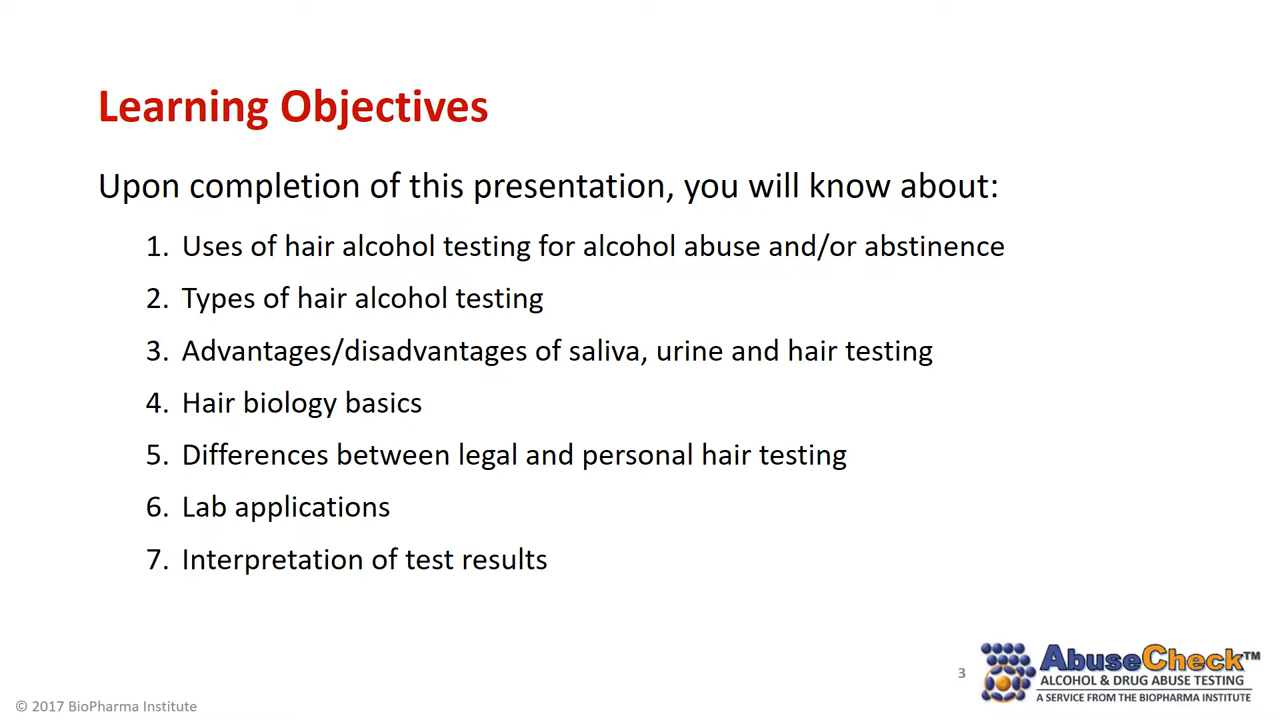 Learning Objectives
Upon completion of this presentation, you will know about:
1. Uses of hair alcohol testing for alcohol abuse and/or abstinence
2. Types of hair alcohol testing
3. Advantages/disadvantages of saliva, urine and hair testing
4. Hair biology basics
5. Differences between legal and personal hair testing
6. Lab applications
7. Interpretation of test results
3
AbuseCheck™
ALCOHOL & DRUG ABUSE TESTING
A SERVICE FROM THE BIOPHARMA INSTITUTE
© 2017 BioPharma Institute